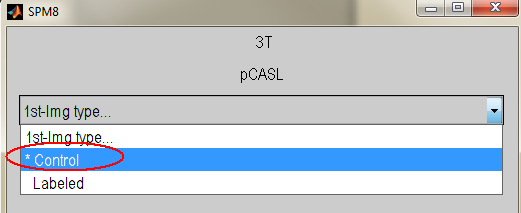 SPM8
3T
pCASL
1st-Img type...
1st-Img type...
* Control
Labeled